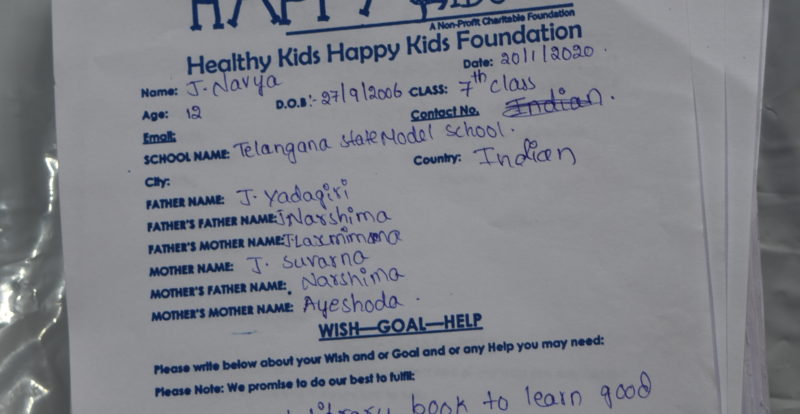 HAPPY KIDS
A Non-Profit Charitable Foundation
Healthy Kids Happy Kids Foundation
Date: 20/1/2020.
Name: J. Navya
Age: 12 D.O.B:- 27/9/2006 CLASS: 7th class
Email: Contact No. Indian.
SCHOOL NAME: Telangana state Model school.
City: Country: Indian
FATHER NAME: J. Yadagiri
FATHER'S FATHER NAME: J Narshima
FATHER'S MOTHER NAME: J. Laxmimama
MOTHER NAME: J. suvarna
MOTHER'S FATHER NAME: Narshima
MOTHER'S MOTHER NAME: Ayeshoda.
WISH—GOAL—HELP
Please write below about your Wish and or Goal and or any Help you may need:
Please Note: We promise to do our best to fulfil:
book to learn good